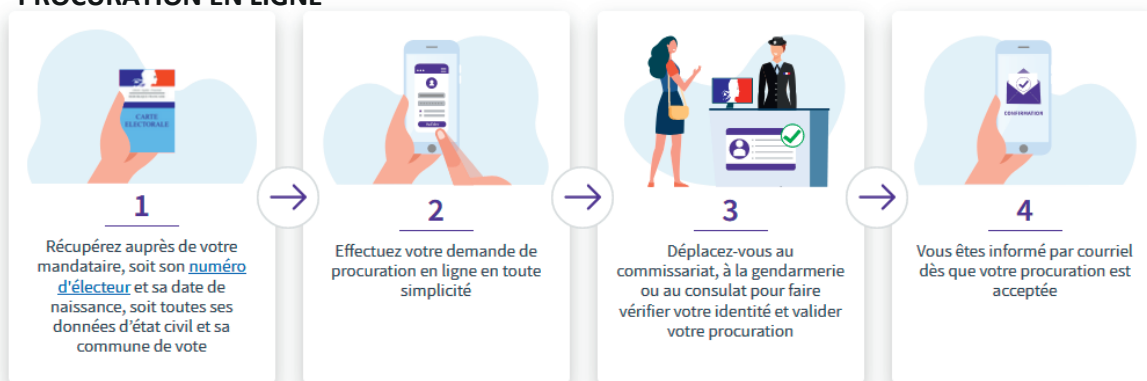 PROCURATION EN LIGNE
CARTE
ELECTORALE
Valider
CONFIRMATION
1
Récupérez auprès de votre
mandataire, soit son numéro
d'électeur et sa date de
naissance, soit toutes ses
données d'état civil et sa
commune de vote
2
Effectuez votre demande de
procuration en ligne en toute
simplicité
3
Déplacez-vous au
commissariat, à la gendarmerie
ou au consulat pour faire
vérifier votre identité et valider
votre procuration
4
Vous êtes informé par courriel
dès que votre procuration est
acceptée